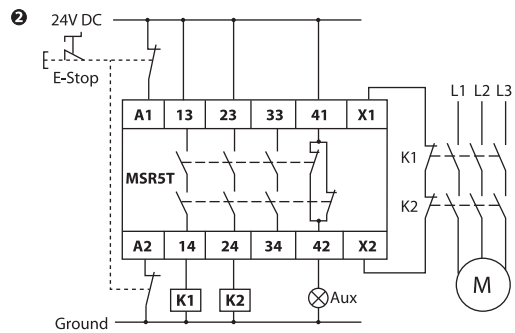 2 24V DC
E-Stop
L1 L2 L3
A1 13 23 33 41 X1
K1
MSR5T
K2
A2 14 24 34 42 X2
K1 K2 Aux M
Ground